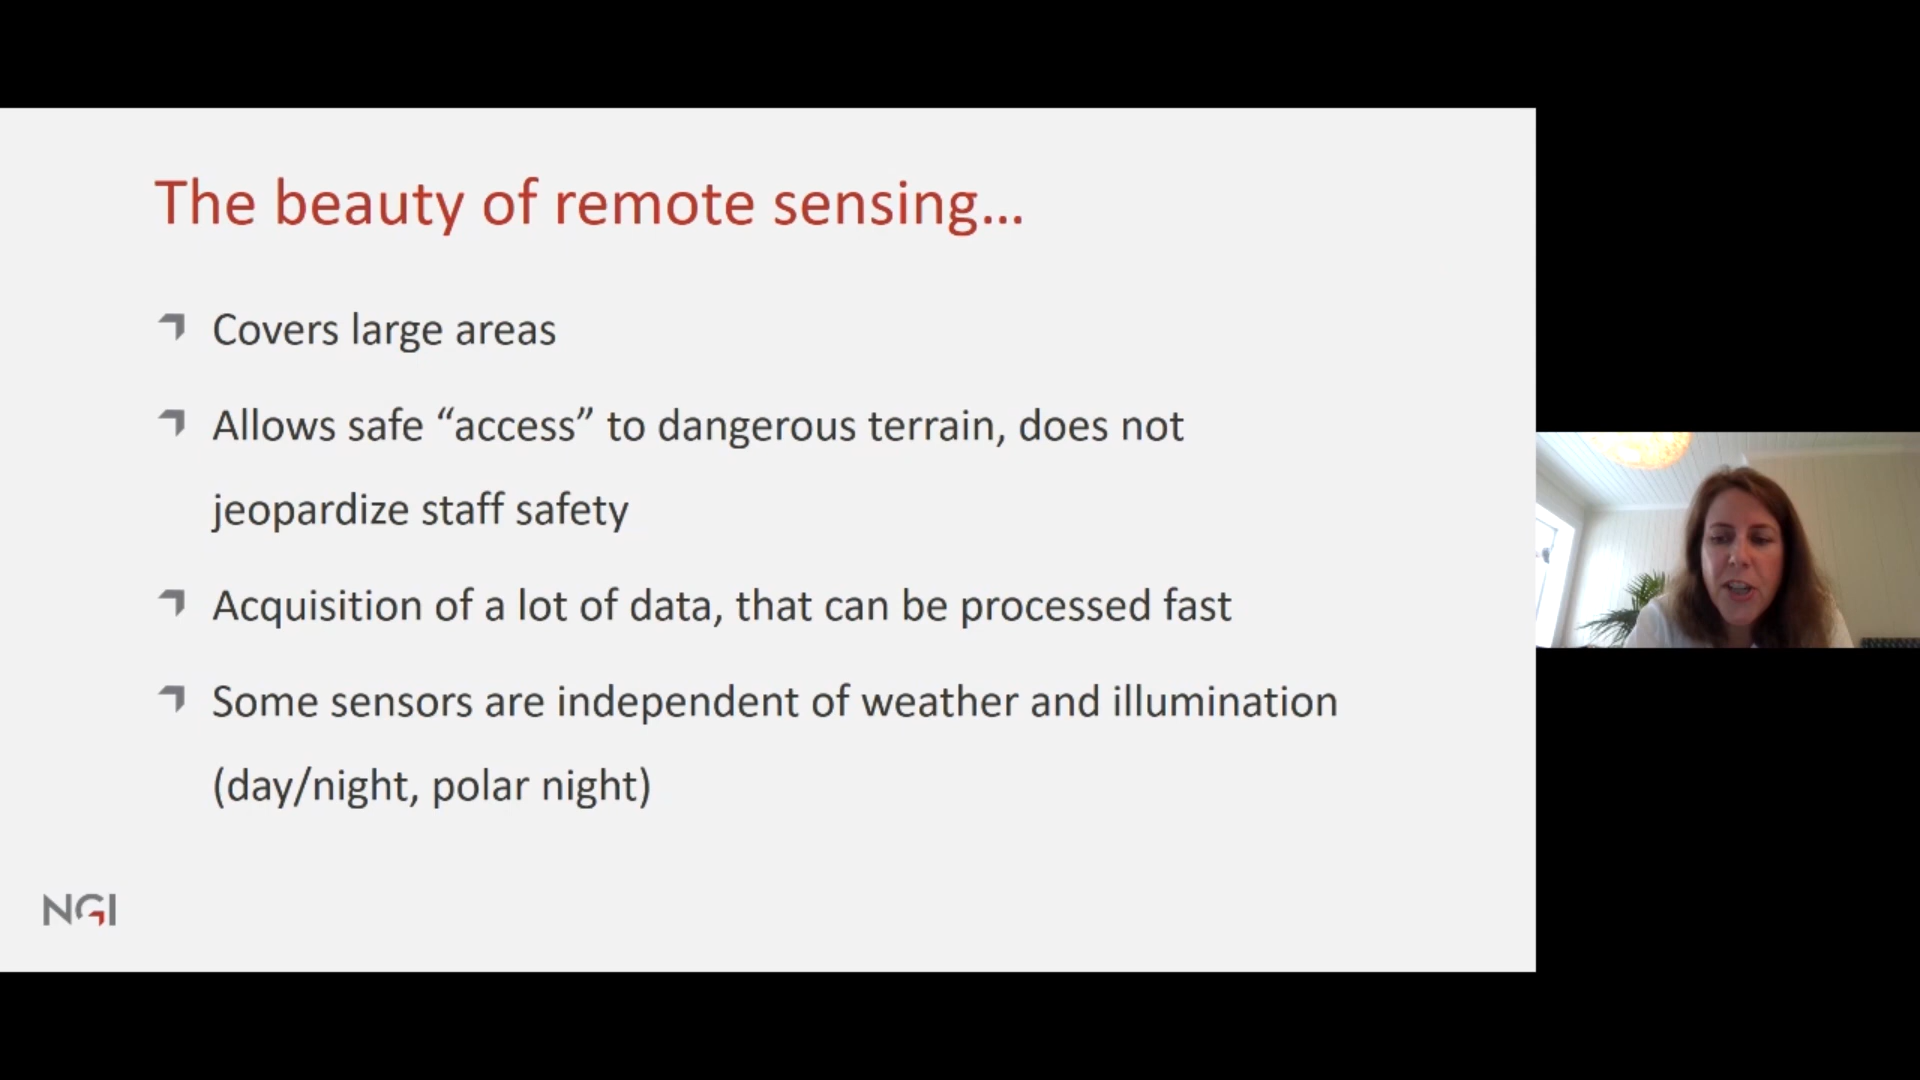 The beauty of remote sensing...
Covers large areas
Allows safe “access” to dangerous terrain, does not
jeopardize staff safety
Acquisition of a lot of data, that can be processed fast
Some sensors are independent of weather and illumination
(day/night, polar night)
NGI